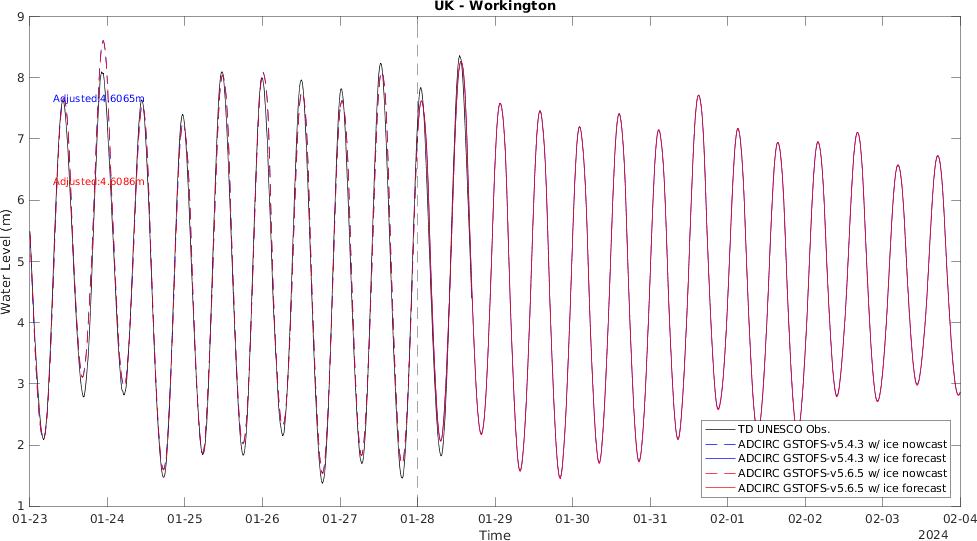 UK - Workington
9
8
7
6
5
4
3
2
1
Water Level (m)
Adjusted:4.6065m
Adjusted:4.6086m
TD UNESCO Obs.
ADCIRC GSTOFS-v5.4.3 w/ ice nowcast
ADCIRC GSTOFS-v5.4.3 w/ ice forecast
ADCIRC GSTOFS-v5.6.5 w/ ice nowcast
ADCIRC GSTOFS-v5.6.5 w/ ice forecast
01-23 01-24 01-25 01-26 01-27 01-28 01-29 01-30 01-31 02-01 02-02 02-03 02-04
Time
2024